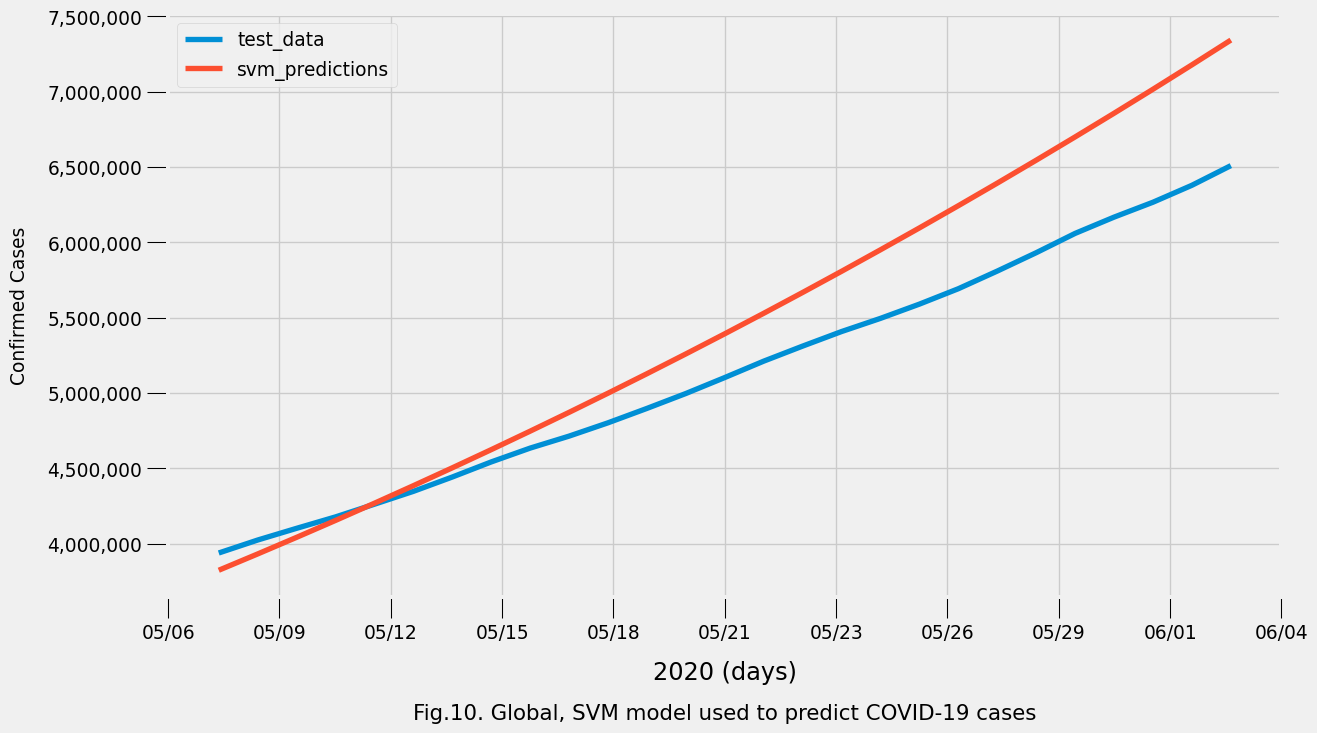 7,500,000
7,000,000
6,500,000
6,000,000
5,500,000
5,000,000
4,500,000
4,000,000
Confirmed Cases
test_data
svm_predictions
05/06 05/09 05/12 05/15 05/18 05/21 05/23 05/26 05/29 06/01 06/04
2020 (days)
Fig.10. Global, SVM model used to predict COVID-19 cases